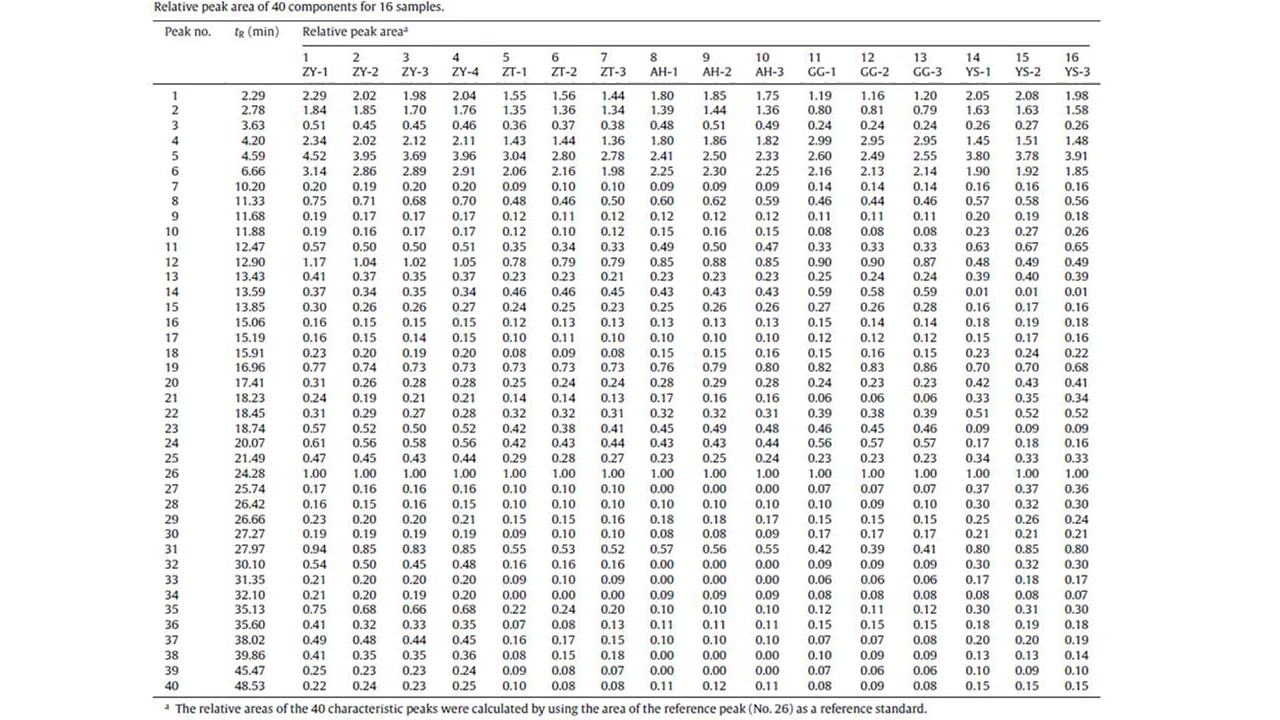 Relative peak area of 40 components for 16 samples.
Peak no. tR (min) Relative peak areaᵃ
1 2 3 4 5 6 7 8 9 10 11 12 13 14 15 16
ZY-1 ZY-2 ZY-3 ZY-4 ZT-1 ZT-2 ZT-3 AH-1 AH-2 AH-3 GG-1 GG-2 GG-3 YS-1 YS-2 YS-3
1 2.29 2.29 2.02 1.98 2.04 1.55 1.56 1.44 1.80 1.85 1.75 1.19 1.16 1.20 2.05 2.08 1.98
2 2.78 1.84 1.85 1.70 1.76 1.35 1.36 1.34 1.39 1.44 1.36 0.80 0.81 0.79 1.63 1.63 1.58
3 3.63 0.51 0.45 0.45 0.46 0.36 0.37 0.38 0.48 0.51 0.49 0.24 0.24 0.24 0.26 0.27 0.26
4 4.20 2.34 2.02 2.12 2.11 1.43 1.44 1.36 1.80 1.86 1.82 2.99 2.95 2.95 1.45 1.51 1.48
5 4.59 4.52 3.95 3.69 3.96 3.04 2.80 2.78 2.41 2.50 2.33 2.60 2.49 2.55 3.80 3.78 3.91
6 6.66 3.14 2.86 2.89 2.91 2.06 2.16 1.98 2.25 2.30 2.25 2.16 2.13 2.14 1.90 1.92 1.85
7 10.20 0.20 0.19 0.20 0.20 0.09 0.10 0.10 0.09 0.09 0.09 0.14 0.14 0.14 0.16 0.16 0.16
8 11.33 0.75 0.71 0.68 0.70 0.48 0.46 0.50 0.60 0.62 0.59 0.46 0.44 0.46 0.57 0.58 0.56
9 11.68 0.19 0.17 0.17 0.17 0.12 0.11 0.12 0.12 0.12 0.12 0.11 0.11 0.11 0.20 0.19 0.18
10 11.88 0.19 0.16 0.17 0.17 0.12 0.10 0.12 0.15 0.16 0.15 0.08 0.08 0.08 0.23 0.27 0.26
11 12.47 0.57 0.50 0.50 0.51 0.35 0.34 0.33 0.49 0.50 0.47 0.33 0.33 0.33 0.63 0.67 0.65
12 12.90 1.17 1.04 1.02 1.05 0.78 0.79 0.79 0.85 0.88 0.85 0.90 0.90 0.87 0.48 0.49 0.49
13 13.43 0.41 0.37 0.35 0.37 0.23 0.23 0.21 0.23 0.23 0.23 0.25 0.24 0.24 0.39 0.40 0.39
14 13.59 0.37 0.34 0.35 0.34 0.46 0.46 0.45 0.43 0.43 0.43 0.59 0.58 0.59 0.01 0.01 0.01
15 13.85 0.30 0.26 0.26 0.27 0.24 0.25 0.23 0.25 0.26 0.26 0.27 0.26 0.28 0.16 0.17 0.16
16 15.06 0.16 0.15 0.15 0.15 0.12 0.13 0.13 0.13 0.13 0.13 0.15 0.14 0.14 0.18 0.19 0.18
17 15.19 0.16 0.15 0.14 0.15 0.10 0.11 0.10 0.10 0.10 0.10 0.12 0.12 0.12 0.15 0.17 0.16
18 15.91 0.23 0.20 0.19 0.20 0.08 0.09 0.08 0.15 0.15 0.16 0.15 0.16 0.15 0.23 0.24 0.22
19 16.96 0.77 0.74 0.73 0.73 0.73 0.73 0.73 0.76 0.79 0.80 0.82 0.83 0.86 0.70 0.70 0.68
20 17.41 0.31 0.26 0.28 0.28 0.25 0.24 0.24 0.28 0.29 0.28 0.24 0.23 0.23 0.42 0.43 0.41
21 18.23 0.24 0.19 0.21 0.21 0.14 0.14 0.13 0.17 0.16 0.16 0.06 0.06 0.06 0.33 0.35 0.34
22 18.45 0.31 0.29 0.27 0.28 0.32 0.32 0.31 0.32 0.32 0.31 0.39 0.38 0.39 0.51 0.52 0.52
23 18.74 0.57 0.52 0.50 0.52 0.42 0.38 0.41 0.45 0.49 0.48 0.46 0.45 0.46 0.09 0.09 0.09
24 20.07 0.61 0.56 0.58 0.56 0.42 0.43 0.44 0.43 0.43 0.44 0.56 0.57 0.57 0.17 0.18 0.16
25 21.49 0.47 0.45 0.43 0.44 0.29 0.28 0.27 0.23 0.25 0.24 0.23 0.23 0.23 0.34 0.33 0.33
26 24.28 1.00 1.00 1.00 1.00 1.00 1.00 1.00 1.00 1.00 1.00 1.00 1.00 1.00 1.00 1.00 1.00
27 25.74 0.17 0.16 0.16 0.16 0.10 0.10 0.10 0.00 0.00 0.00 0.07 0.07 0.07 0.37 0.37 0.36
28 26.42 0.16 0.15 0.16 0.15 0.10 0.10 0.10 0.10 0.10 0.10 0.10 0.09 0.10 0.30 0.32 0.30
29 26.66 0.23 0.20 0.20 0.21 0.15 0.15 0.16 0.18 0.18 0.17 0.15 0.15 0.15 0.25 0.26 0.24
30 27.27 0.19 0.19 0.19 0.19 0.09 0.10 0.10 0.08 0.08 0.09 0.17 0.17 0.17 0.21 0.21 0.21
31 27.97 0.94 0.85 0.83 0.85 0.55 0.53 0.52 0.57 0.56 0.55 0.42 0.39 0.41 0.80 0.85 0.80
32 30.10 0.54 0.50 0.45 0.48 0.16 0.16 0.16 0.00 0.00 0.00 0.09 0.09 0.09 0.30 0.32 0.30
33 31.35 0.21 0.20 0.20 0.20 0.09 0.10 0.09 0.00 0.00 0.00 0.06 0.06 0.06 0.17 0.18 0.17
34 32.10 0.21 0.20 0.19 0.20 0.00 0.00 0.00 0.09 0.09 0.09 0.08 0.08 0.08 0.08 0.08 0.07
35 35.13 0.75 0.68 0.66 0.68 0.22 0.24 0.20 0.10 0.10 0.10 0.12 0.11 0.12 0.30 0.31 0.30
36 35.60 0.41 0.32 0.33 0.35 0.07 0.08 0.13 0.11 0.11 0.11 0.15 0.15 0.15 0.18 0.19 0.18
37 38.02 0.49 0.48 0.44 0.45 0.16 0.17 0.15 0.10 0.10 0.10 0.07 0.07 0.08 0.20 0.20 0.19
38 39.86 0.41 0.35 0.35 0.36 0.08 0.15 0.18 0.00 0.00 0.00 0.10 0.09 0.09 0.13 0.13 0.14
39 45.47 0.25 0.23 0.23 0.24 0.09 0.08 0.07 0.00 0.00 0.00 0.07 0.06 0.06 0.10 0.09 0.10
40 48.53 0.22 0.24 0.23 0.25 0.10 0.08 0.08 0.11 0.12 0.11 0.08 0.09 0.08 0.15 0.15 0.15
ᵃ The relative areas of the 40 characteristic peaks were calculated by using the area of the reference peak (No. 26) as a reference standard.